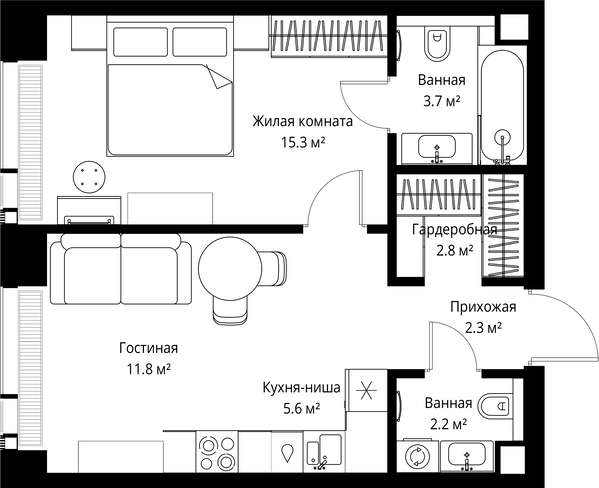 Ванная
3.7 м²
Жилая комната
15.3 м²
Гардеробная
2.8 м²
Прихожая
2.3 м²
Гостиная
11.8 м²
Кухня-ниша
5.6 м²
Ванная
2.2 м²